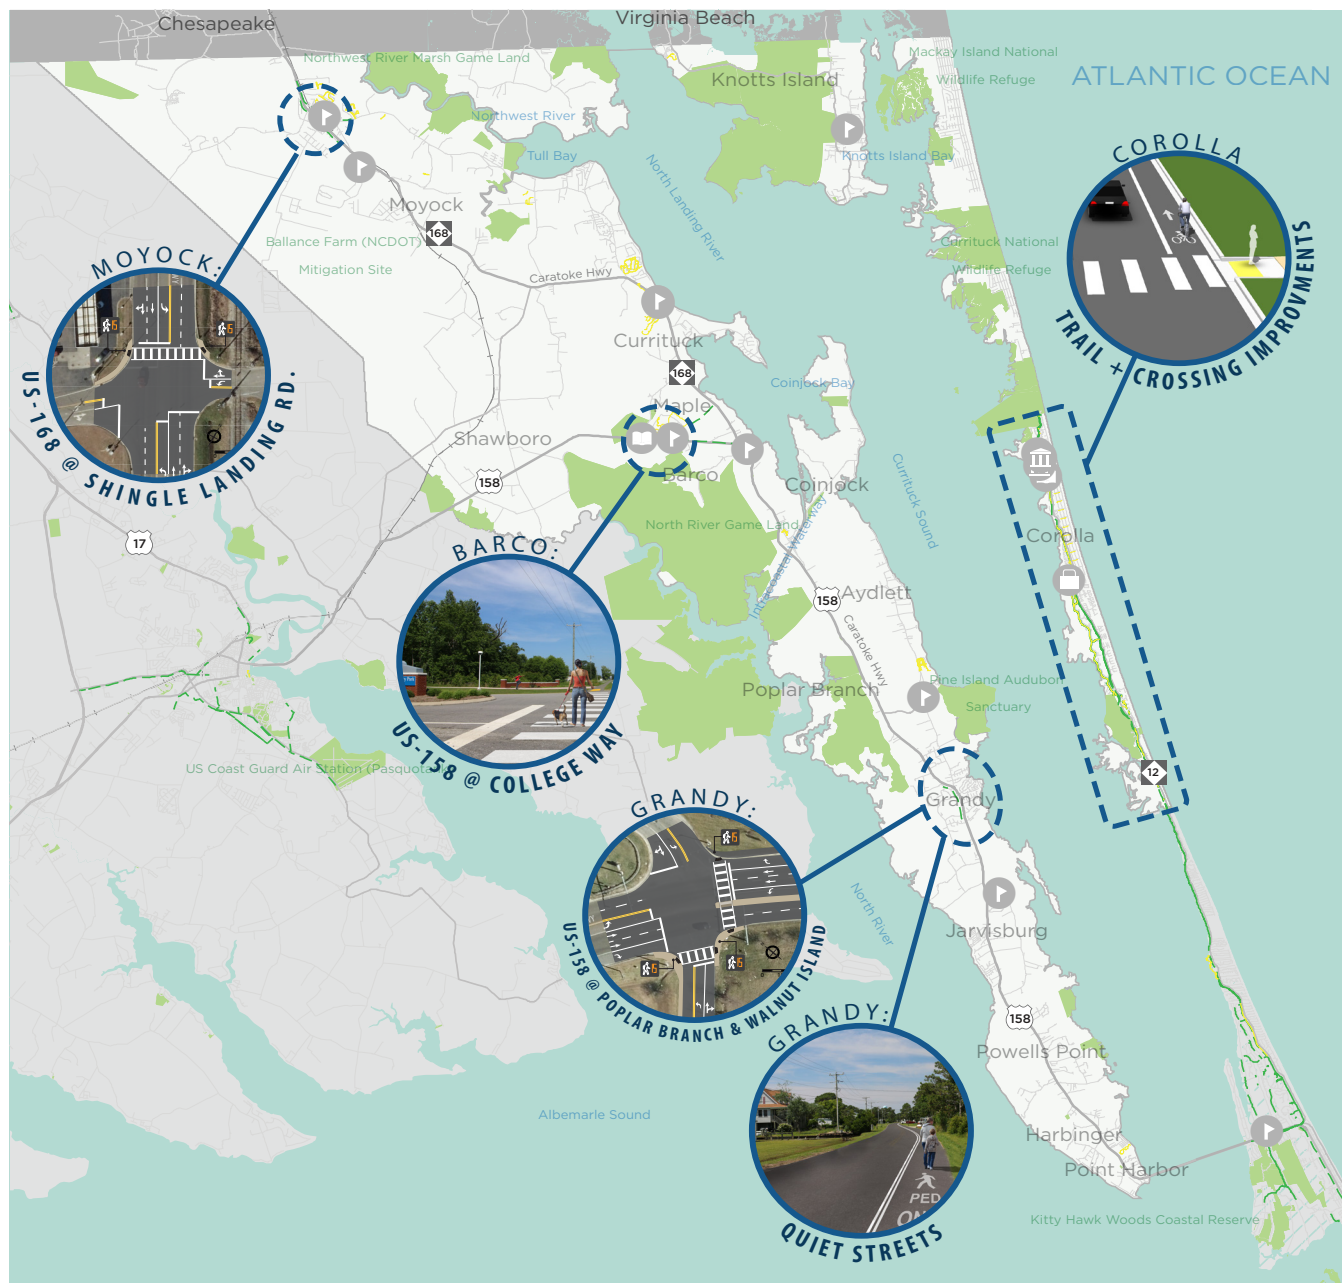 Chesapeake
Virginia Beach
Northwest River Marsh Game Land
Knotts Island
Mackay Island National
Wildlife Refuge
ATLANTIC OCEAN
Northwest River
Tull Bay
Knotts Island Bay
North Landing River
COROLLA
TRAIL + CROSSING IMPROVMENTS
Moyock
168
Ballance Farm (NCDOT)
Mitigation Site
Caratoke Hwy
Currituck National
Wildlife Refuge
MOYOCK:
US-168 @ SHINGLE LANDING RD.
Currituck
168
Coinjock Bay
Maple
Shawboro
Barco
158
Coinjock
Currituck Sound
17
North River Game Land
Intracoastal Waterway
Corolla
BARCO:
US-158 @ COLLEGE WAY
158
Aydlett
Caratoke Hwy
Poplar Branch
Pine Island Audubon
Sanctuary
US Coast Guard Air Station (Pasquotank)
12
Grandy
GRANDY:
US-158 @ POPLAR BRANCH & WALNUT ISLAND
North River
Jarvisburg
158
GRANDY:
PED
QUIET STREETS
Powells Point
Albemarle Sound
Harbinger
Point Harbor
Kitty Hawk Woods Coastal Reserve